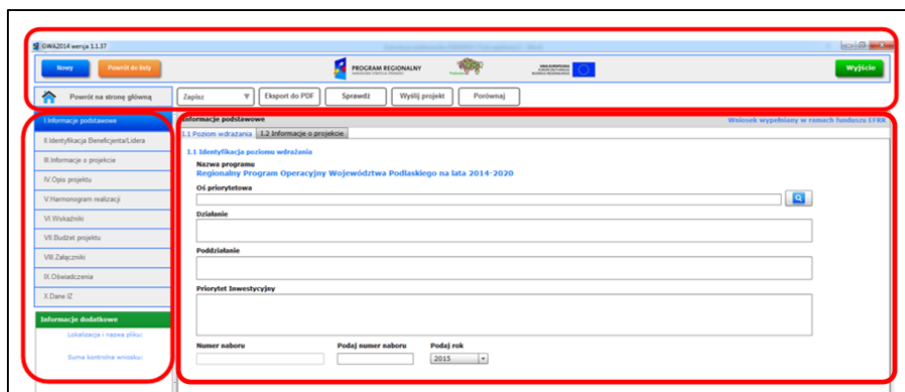 GWA2014 wersja 1.1.37
Nowy Powrót do listy PROGRAM REGIONALNY UNIA EUROPEJSKA Wyjście
Powrót na stronę główną Zapisz Eksport do PDF Sprawdź Wyślij projekt Porównaj
I.Informacje podstawowe
II.Identyfikacja Beneficjenta/Lidera
III.Informacje o projekcie
IV.Opis projektu
V.Harmonogram realizacji
VI.Wskaźniki
VII.Budżet projektu
VIII.Załączniki
IX.Oświadczenia
X.Dane IZ
Informacje dodatkowe
Lokalizacja i nazwa pliku:
Suma kontrolna wniosku:
Informacje podstawowe Wniosek wypełniany w ramach funduszu EFRR
1.1 Poziom wdrażania 1.2 Informacje o projekcie
1.1 Identyfikacja poziomu wdrażania
Nazwa programu
Regionalny Program Operacyjny Województwa Podlaskiego na lata 2014-2020
Oś priorytetowa
Działanie
Poddziałanie
Priorytet Inwestycyjny
Numer naboru Podaj numer naboru Podaj rok
2015